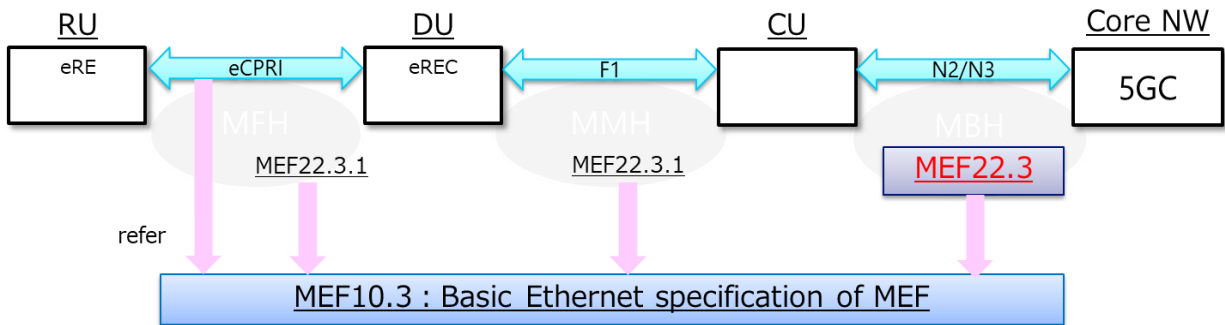 RU
DU
CU
Core NW
eRE
eCPRI
eREC
F1
N2/N3
5GC
MFH
MMH
MBH
MEF22.3.1
MEF22.3.1
MEF22.3
refer
MEF10.3 : Basic Ethernet specification of MEF